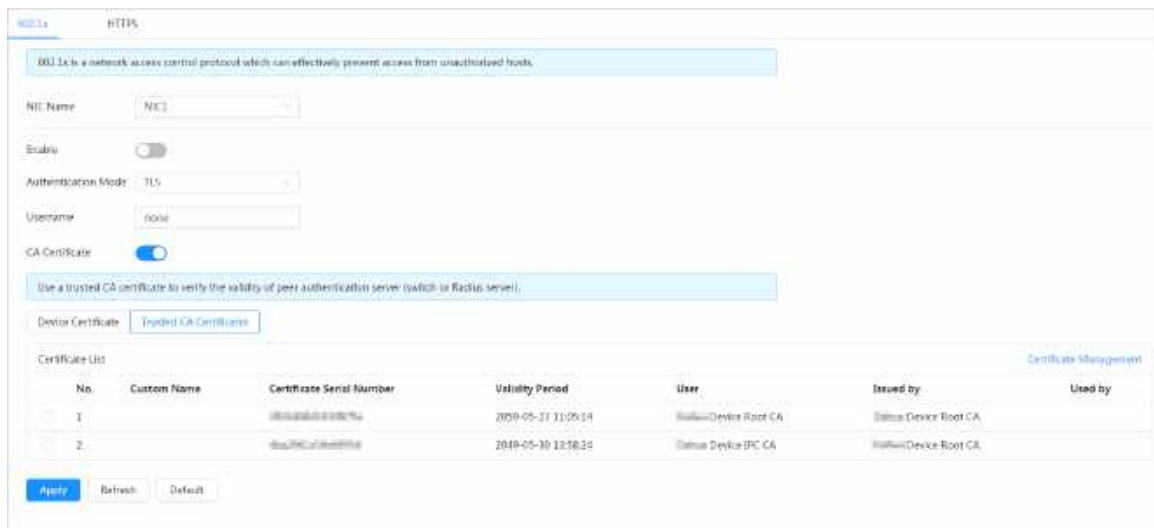 802.1x HTTPS
802.1x is a network access control protocol which can effectively prevent access from unauthorized hosts.
NIC Name NIC1
Enable
Authentication Mode TLS
Username none
CA Certificate
Use a trusted CA certificate to verify the validity of peer authentication server (switch or Radius server).
Device Certificate Trusted CA Certificates
Certificate List Certificate Management
No. Custom Name Certificate Serial Number Validity Period User Issued by Used by
1 2050-05-21 11:05:14 Device Root CA Device Root CA
2 2049-05-30 13:58:24 Device IPC CA Device Root CA
Apply Refresh Default